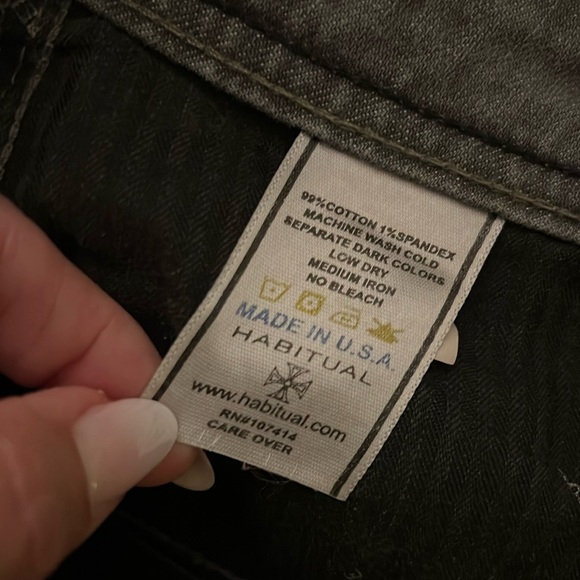 99%COTTON 1%SPANDEX
MACHINE WASH COLD
SEPARATE DARK COLORS
LOW DRY
MEDIUM IRON
NO BLEACH
MADE IN U.S.A.
HABITUAL
www.habitual.com
RN#107414
CARE OVER